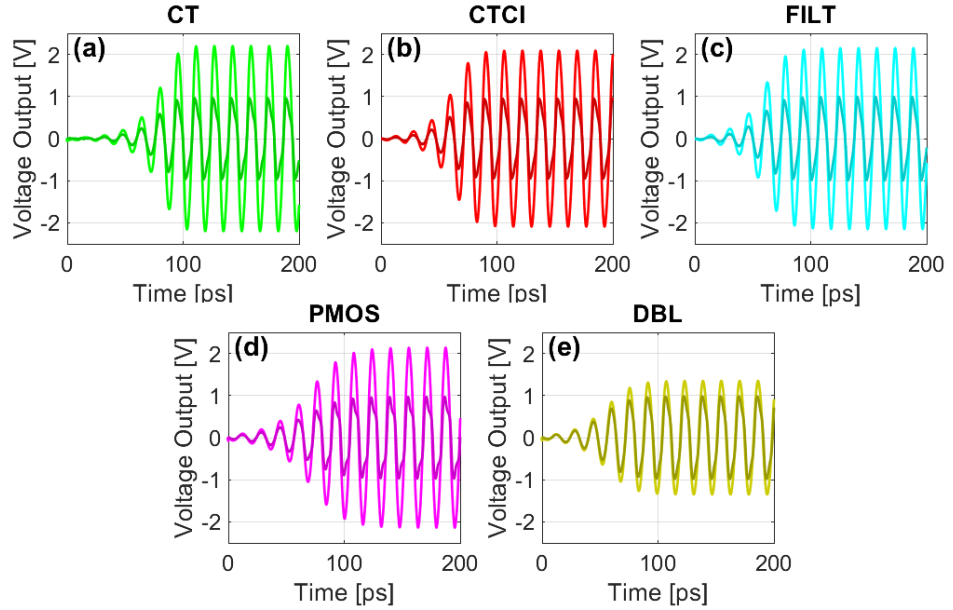 CT
(a)
Voltage Output [V]
2
1
0
-1
-2
0
100
200
Time [ps]
CTCI
(b)
Voltage Output [V]
2
1
0
-1
-2
0
100
200
Time [ps]
FILT
(c)
Voltage Output [V]
2
1
0
-1
-2
0
100
200
Time [ps]
PMOS
(d)
Voltage Output [V]
2
1
0
-1
-2
0
100
200
Time [ps]
DBL
(e)
Voltage Output [V]
2
1
0
-1
-2
0
100
200
Time [ps]